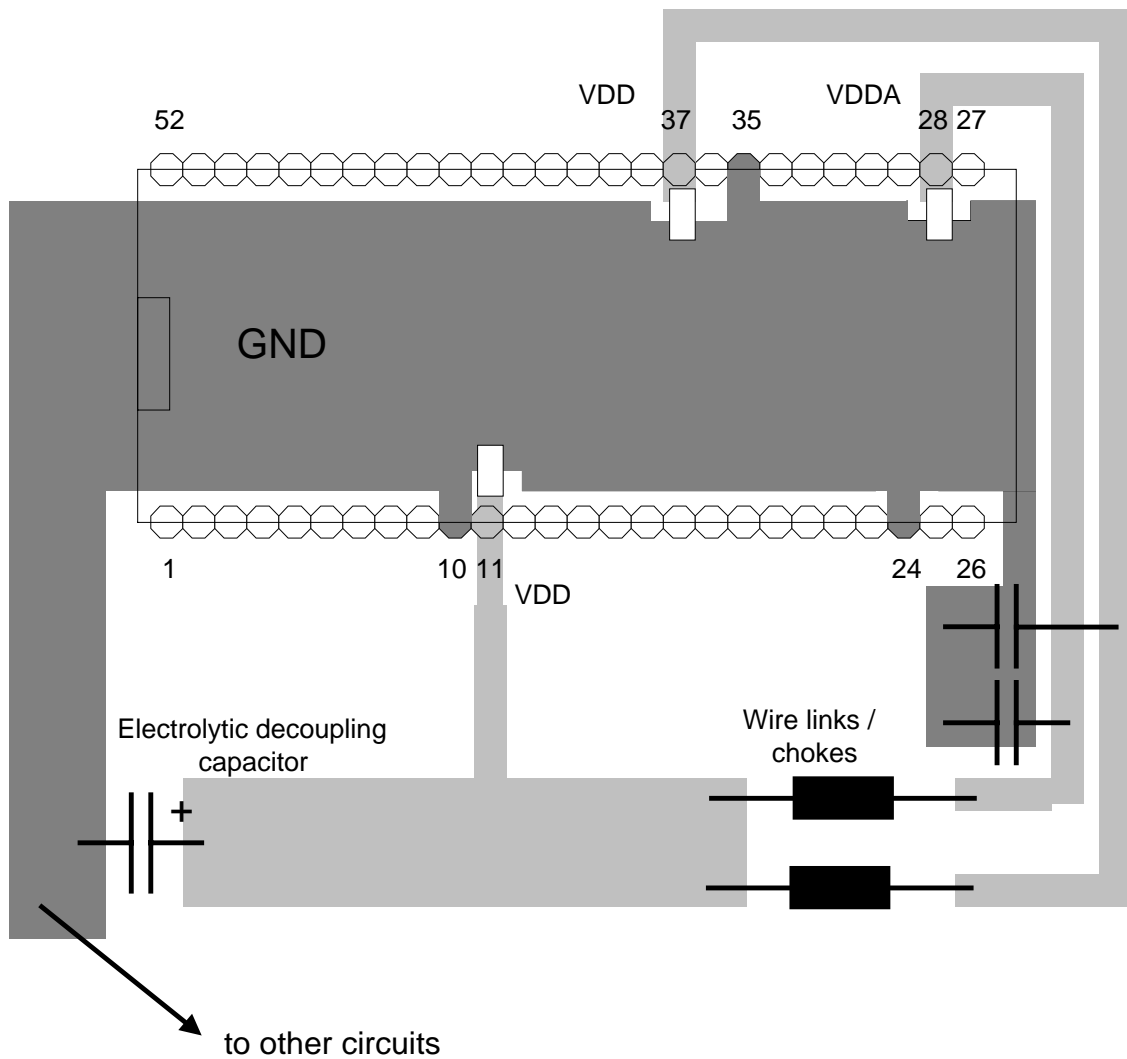 VDD
VDDA
52
37
35
28
27
GND
1
10
11
24
26
VDD
Electrolytic decoupling
capacitor
Wire links /
chokes
+
to other circuits